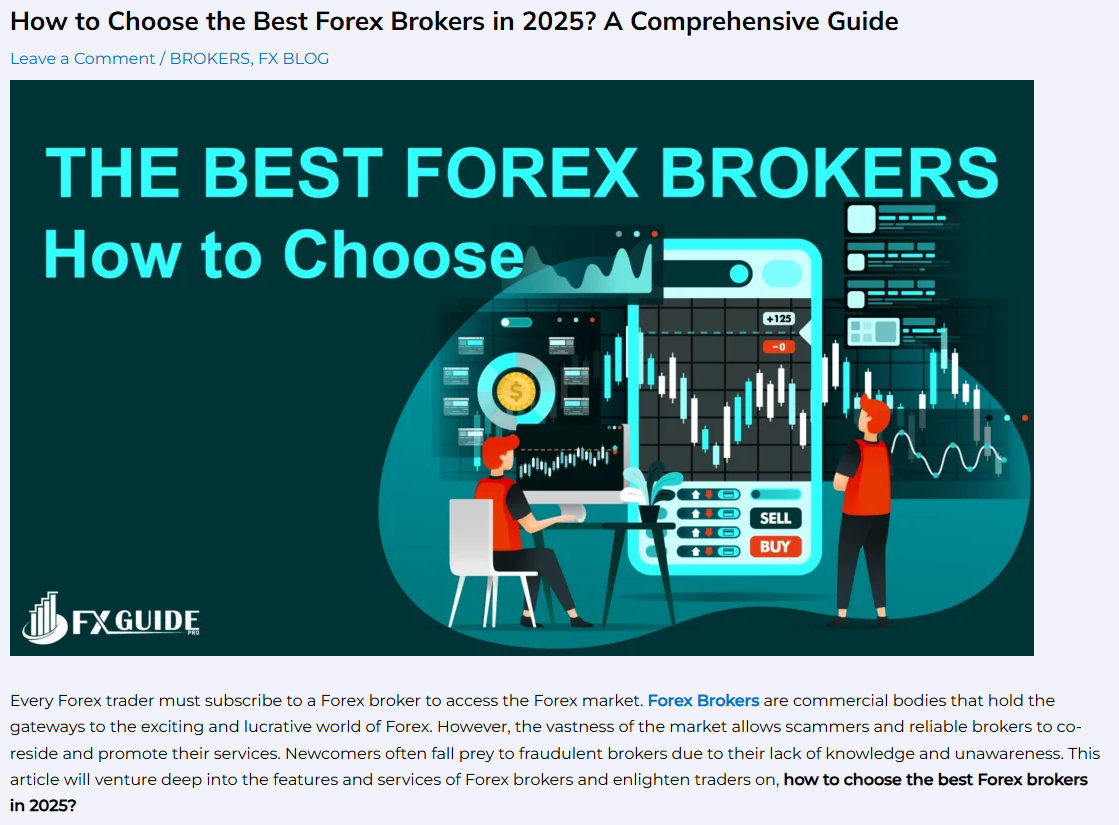 How to Choose the Best Forex Brokers in 2025? A Comprehensive Guide
Leave a Comment / BROKERS, FX BLOG
THE BEST FOREX BROKERS
How to Choose
+125
-0
$
SELL
BUY
FX GUIDE
PRO
Every Forex trader must subscribe to a Forex broker to access the Forex market. Forex Brokers are commercial bodies that hold the
gateways to the exciting and lucrative world of Forex. However, the vastness of the market allows scammers and reliable brokers to co-
reside and promote their services. Newcomers often fall prey to fraudulent brokers due to their lack of knowledge and unawareness. This
article will venture deep into the features and services of Forex brokers and enlighten traders on, how to choose the best Forex brokers
in 2025?